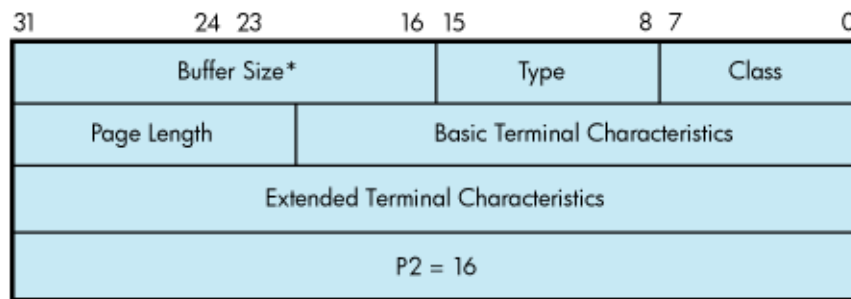 31 24 23 16 15 8 7 0
Buffer Size* Type Class
Page Length Basic Terminal Characteristics
Extended Terminal Characteristics
P2 = 16